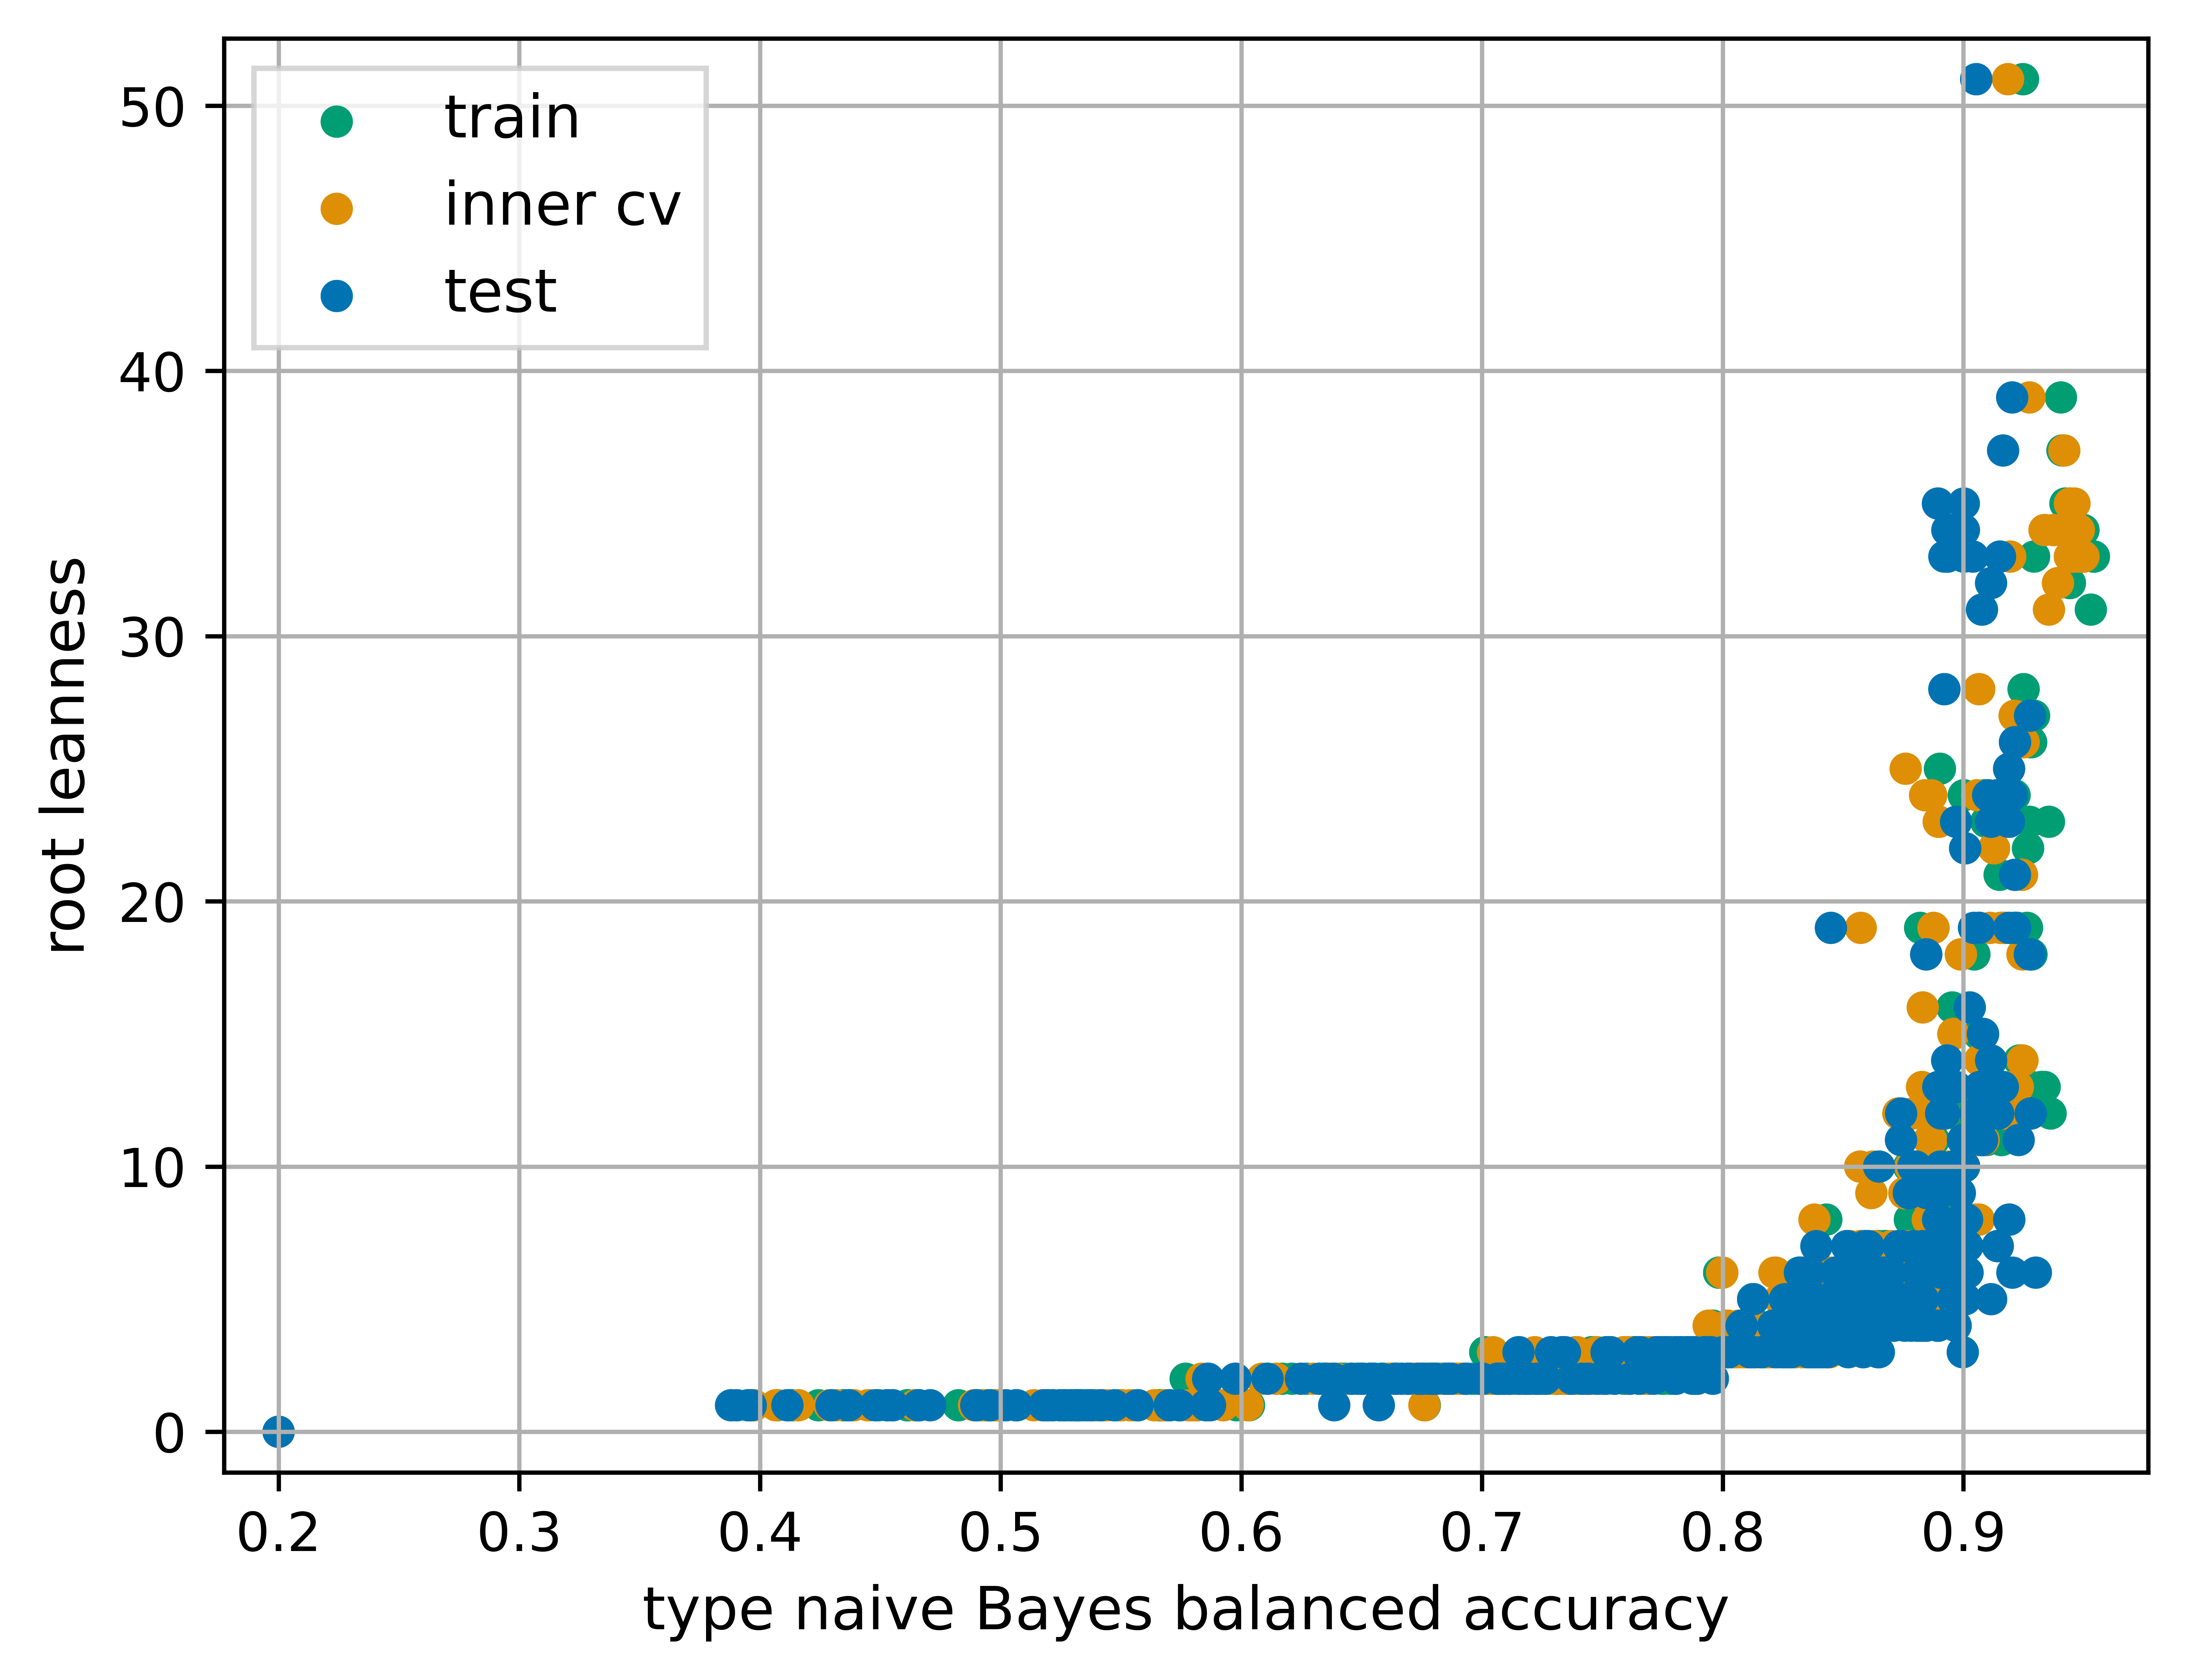 train
inner cv
test
50
40
30
20
10
0
root leanness
0.2 0.3 0.4 0.5 0.6 0.7 0.8 0.9
type naive Bayes balanced accuracy